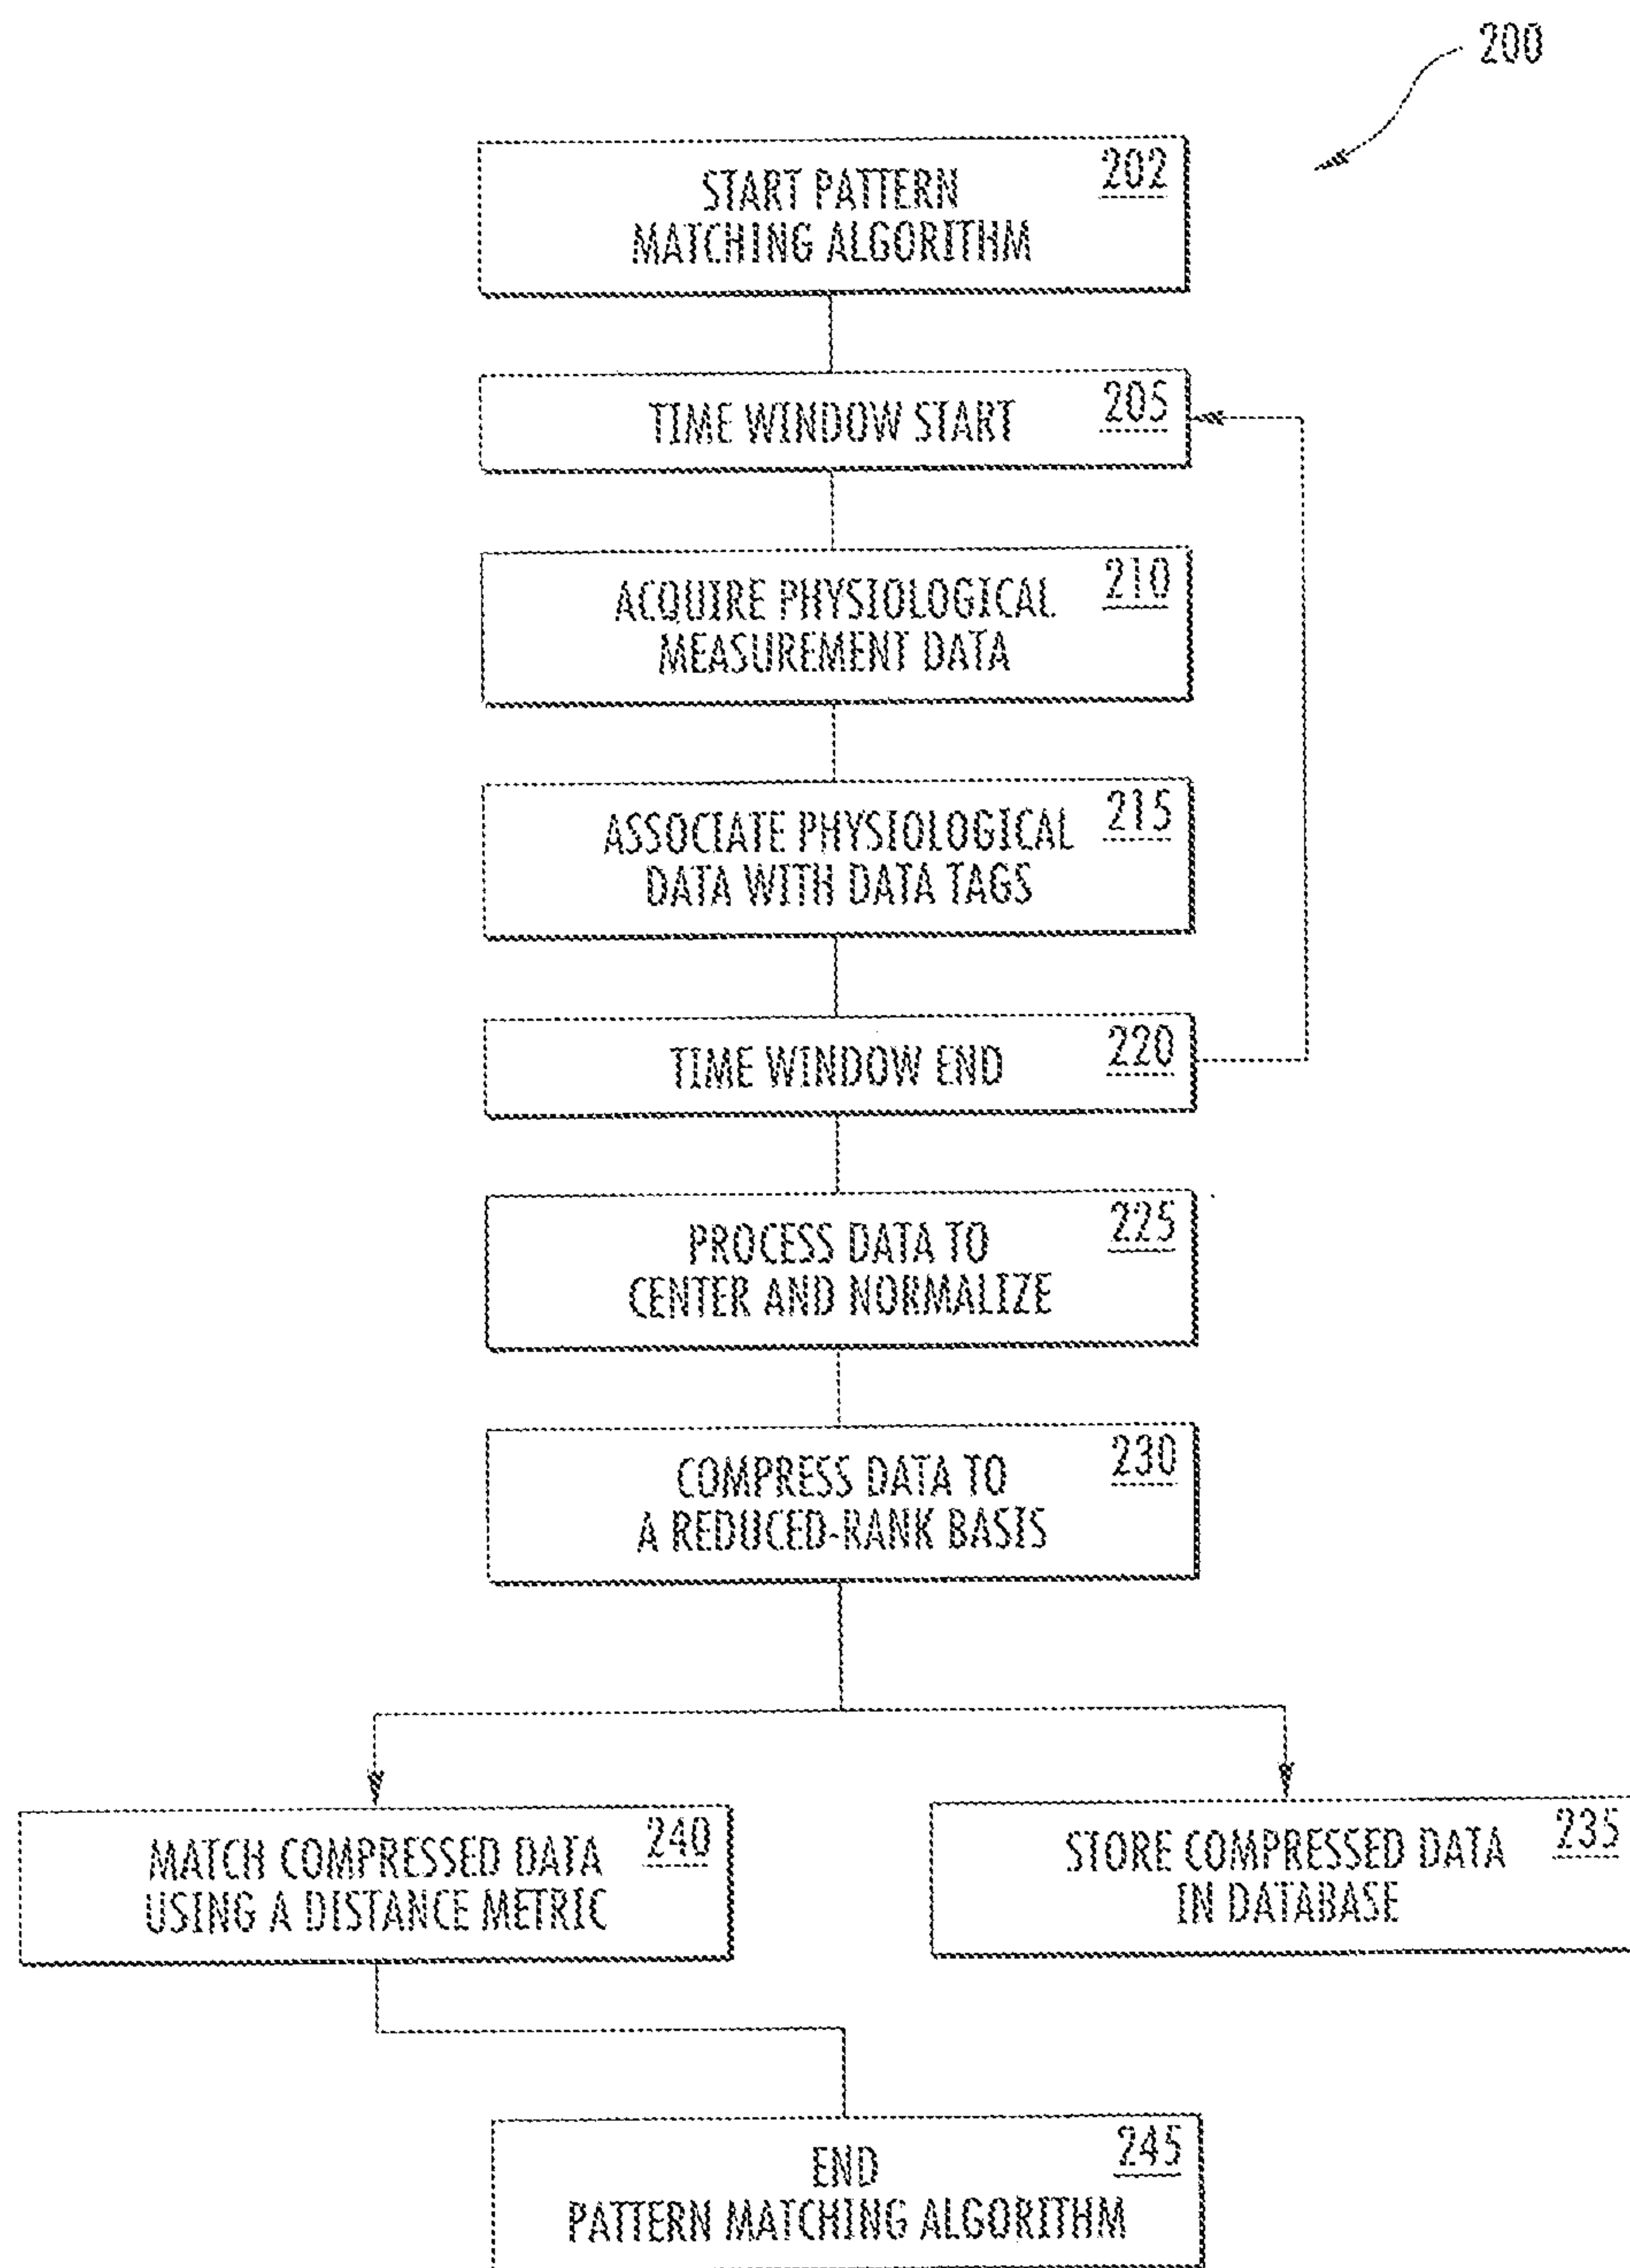 200
202
START PATTERN
MATCHING ALGORITHM
205
TIME WINDOW START
210
ACQUIRE PHYSIOLOGICAL
MEASUREMENT DATA
215
ASSOCIATE PHYSIOLOGICAL
DATA WITH DATA TAGS
220
TIME WINDOW END
225
PROCESS DATA TO
CENTER AND NORMALIZE
230
COMPRESS DATA TO
A REDUCED-RANK BASIS
240
MATCH COMPRESSED DATA
USING A DISTANCE METRIC
235
STORE COMPRESSED DATA
IN DATABASE
245
END
PATTERN MATCHING ALGORITHM